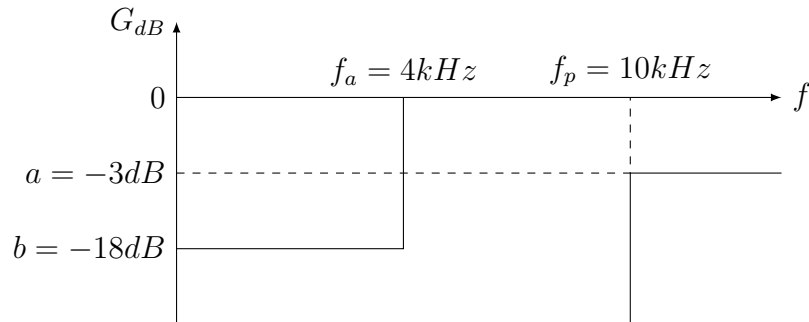 G_{dB}
f_a = 4kHz
f_p = 10kHz
0
f
a = −3dB
b = −18dB